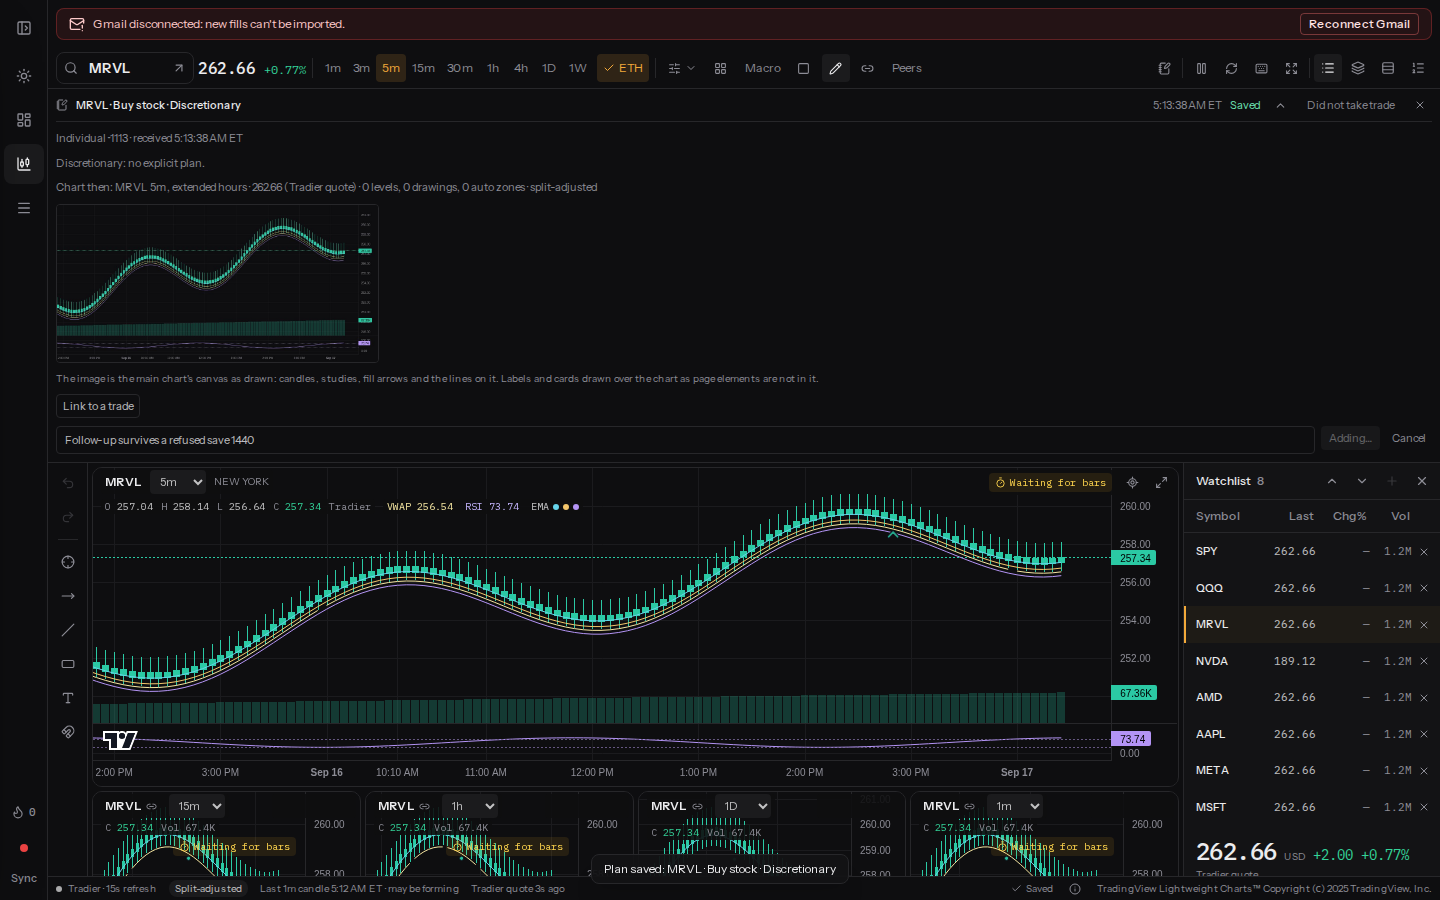 Gmail disconnected: new fills can't be imported. Reconnect Gmail
MRVL 262.66 +0.77% 1m 3m 5m 15m 30m 1h 4h 1D 1W ETH Macro Peers
MRVL · Buy stock · Discretionary 5:13:38 AM ET Saved Did not take trade
Individual ·1113 · received 5:13:38 AM ET
Discretionary: no explicit plan.
Chart then: MRVL 5m, extended hours · 262.66 (Tradier quote) · 0 levels, 0 drawings, 0 auto zones · split-adjusted
The image is the main chart's canvas as drawn: candles, studies, fill arrows and the lines on it. Labels and cards drawn over the chart as page elements are not in it.
Link to a trade
Follow-up survives a refused save 1440 Adding... Cancel
MRVL 5m NEW YORK Waiting for bars
O 257.04 H 258.14 L 256.64 C 257.34 Tradier VWAP 256.54 RSI 73.74 EMA
260.00
258.00
257.34
256.00
254.00
252.00
67.36K
73.74
0.00
2:00 PM 3:00 PM Sep 16 10:10 AM 11:00 AM 12:00 PM 1:00 PM 2:00 PM 3:00 PM Sep 17
Watchlist 8
Symbol Last Chg% Vol
SPY 262.66 — 1.2M
QQQ 262.66 — 1.2M
MRVL 262.66 — 1.2M
NVDA 189.12 — 1.2M
AMD 262.66 — 1.2M
AAPL 262.66 — 1.2M
META 262.66 — 1.2M
MSFT 262.66 — 1.2M
262.66 USD +2.00 +0.77%
Tradier quote
MRVL 15m
C 257.34 Vol 67.4K 260.00
Waiting for bars
258.00
MRVL 1h
C 257.34 Vol 67.4K 260.00
Waiting for bars
258.00
MRVL 1D
261.00
C 257.34 Vol 67.4K 260.00
259.00
258.00
MRVL 1m
C 257.34 Vol 67.4K 260.00
Waiting for bars
258.00
Plan saved: MRVL · Buy stock · Discretionary
0
Sync
Tradier · 15s refresh Split-adjusted Last 1m candle 5:12 AM ET · may be forming Tradier quote 3s ago Saved TradingView Lightweight Charts™ Copyright (c) 2025 TradingView, Inc.